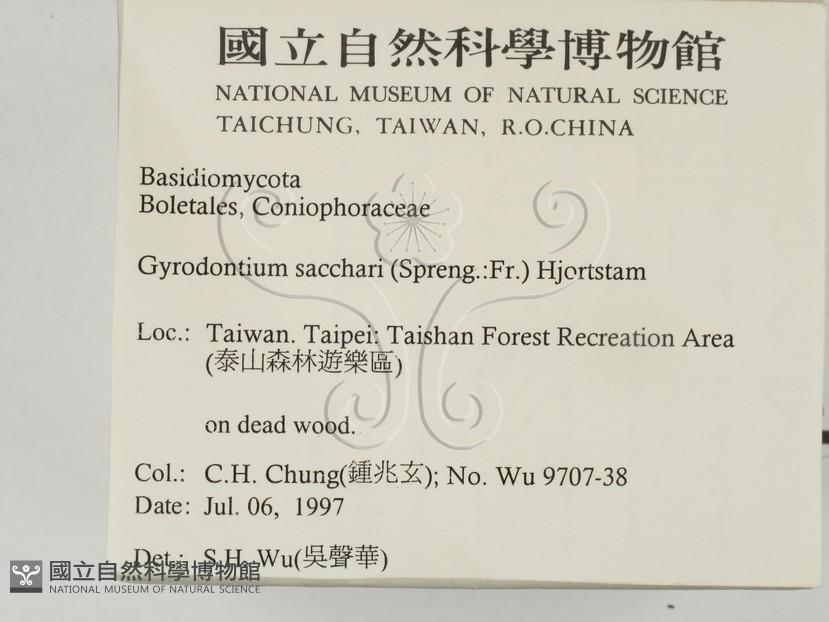 國立自然科學博物館
NATIONAL MUSEUM OF NATURAL SCIENCE
TAICHUNG, TAIWAN, R.O.CHINA
Basidiomycota
Boletales, Coniophoraceae
Gyrodontium sacchari (Spreng.:Fr.) Hjortstam
Loc.: Taiwan. Taipei: Taishan Forest Recreation Area
(泰山森林遊樂區)
on dead wood.
Col.: C.H. Chung(鍾兆玄); No. Wu 9707-38
Date: Jul. 06, 1997
Det.: S.H. Wu(吳聲華)
國立自然科學博物館
NATIONAL MUSEUM OF NATURAL SCIENCE